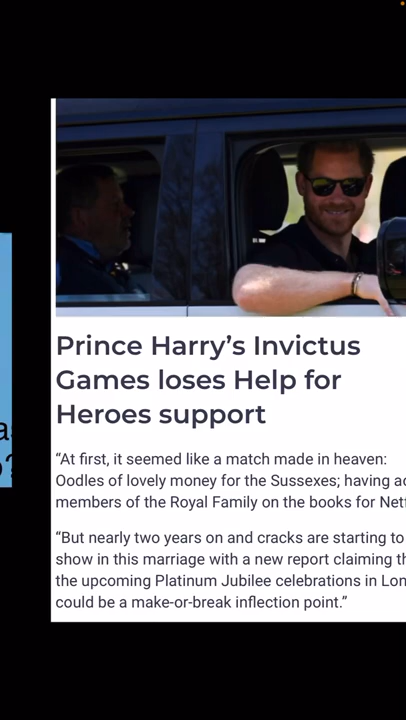 Prince Harry’s Invictus
Games loses Help for
Heroes support
“At first, it seemed like a match made in heaven:
Oodles of lovely money for the Sussexes; having
members of the Royal Family on the books for
“But nearly two years on and cracks are starting to
show in this marriage with a new report claiming
the upcoming Platinum Jubilee celebrations in
could be a make-or-break inflection point.”